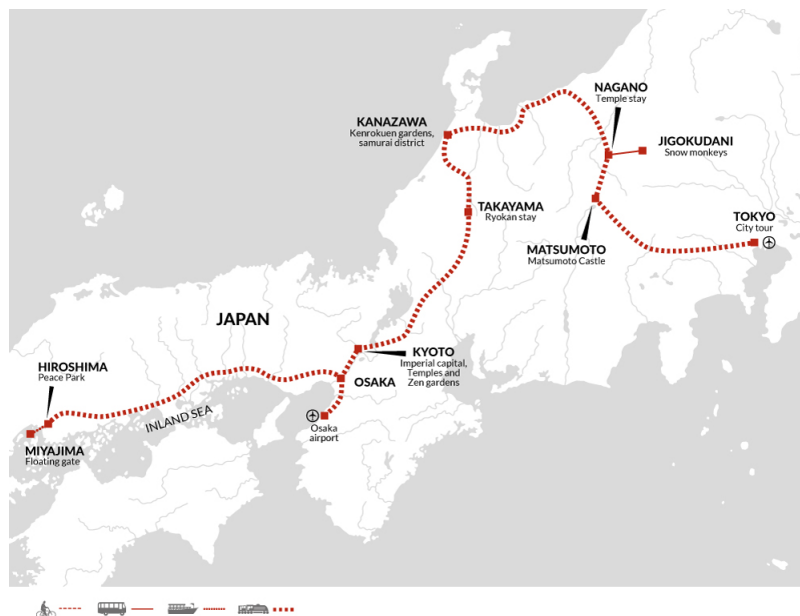 NAGANO
Temple stay
KANAZAWA
Kenrokuen gardens,
samurai district
JIGOKUDANI
Snow monkeys
TAKAYAMA
Ryokan stay
TOKYO
City tour
MATSUMOTO
Matsumoto Castle
JAPAN
KYOTO
Imperial capital,
Temples and
Zen gardens
HIROSHIMA
Peace Park
OSAKA
INLAND SEA
Osaka
airport
MIYAJIMA
Floating gate